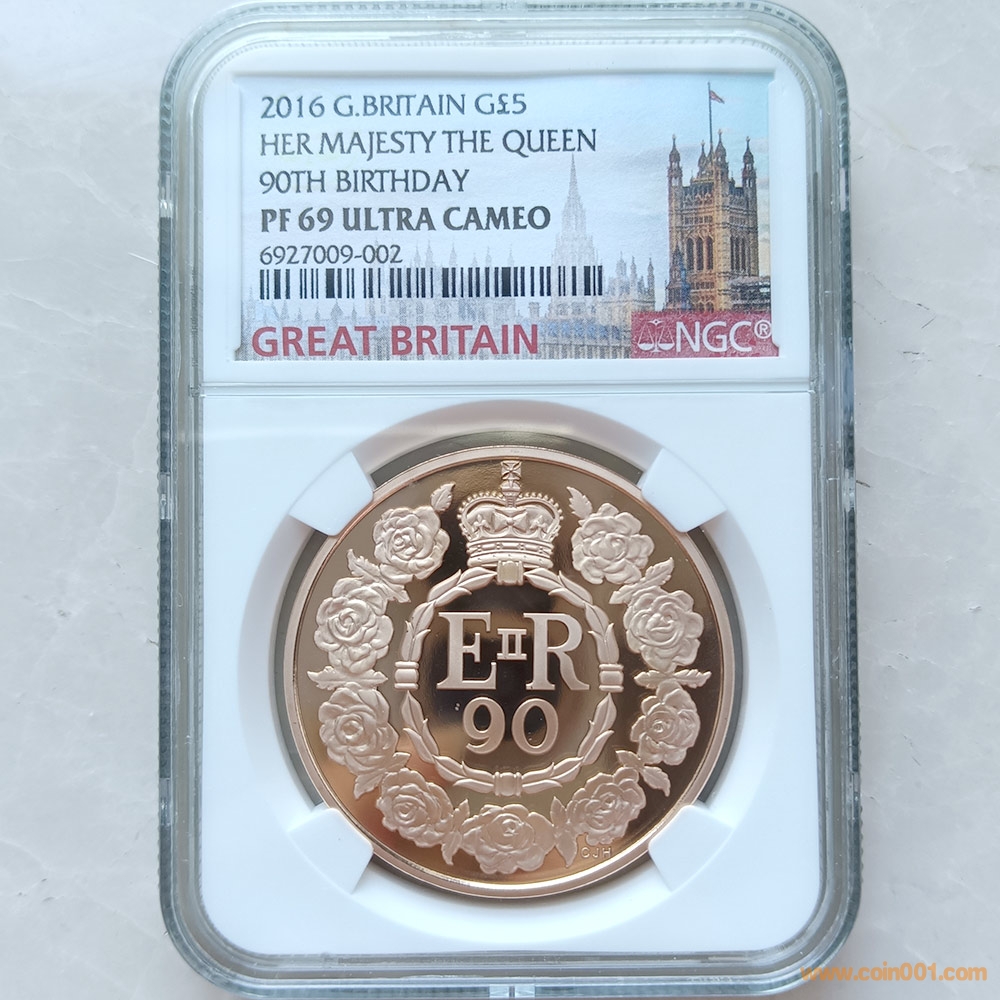 2016 G.BRITAIN G£5
HER MAJESTY THE QUEEN
90TH BIRTHDAY
PF 69 ULTRA CAMEO
6927009-002
GREAT BRITAIN
NGC®
E II R
90
CJH
www.coin001.com